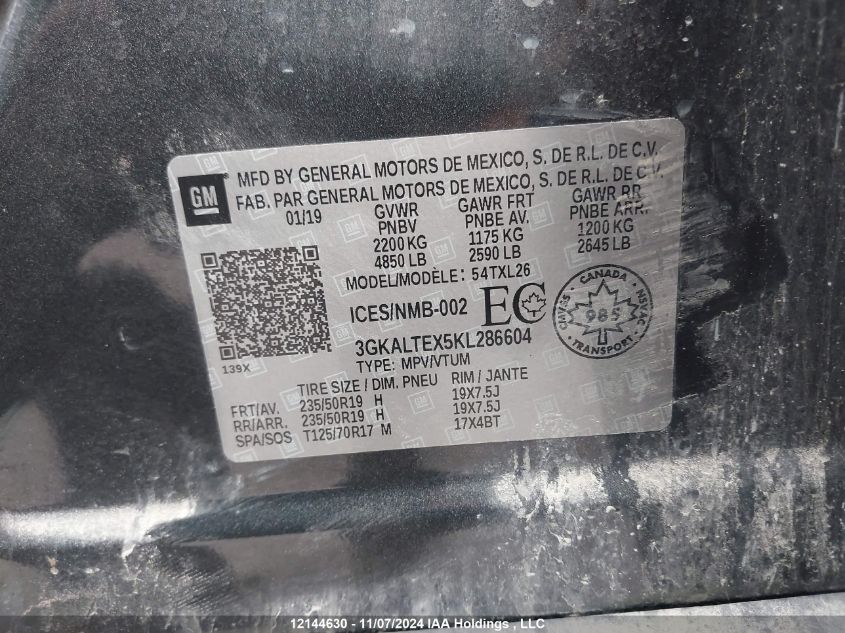 GM
MFD BY GENERAL MOTORS DE MEXICO, S. DE R.L. DE C.V.
FAB. PAR GENERAL MOTORS DE MEXICO, S. DE R.L. DE C.V.
01/19 GVWR GAWR FRT GAWR RR
PNBV PNBE AV. PNBE ARR.
2200 KG 1175 KG 1200 KG
4850 LB 2590 LB 2645 LB
MODEL/MODÈLE: 54TXL26
ICES/NMB-002 EC
CANADA
CMVSS 985 NSVAC
TRANSPORT
3GKALTEX5KL286604
139X
TYPE: MPV/VTUM
TIRE SIZE / DIM. PNEU RIM / JANTE
FRT/AV. 235/50R19 H 19X7.5J
RR/ARR. 235/50R19 H 19X7.5J
SPA/SOS T125/70R17 M 17X4BT
12144630 - 11/07/2024 IAA Holdings , LLC